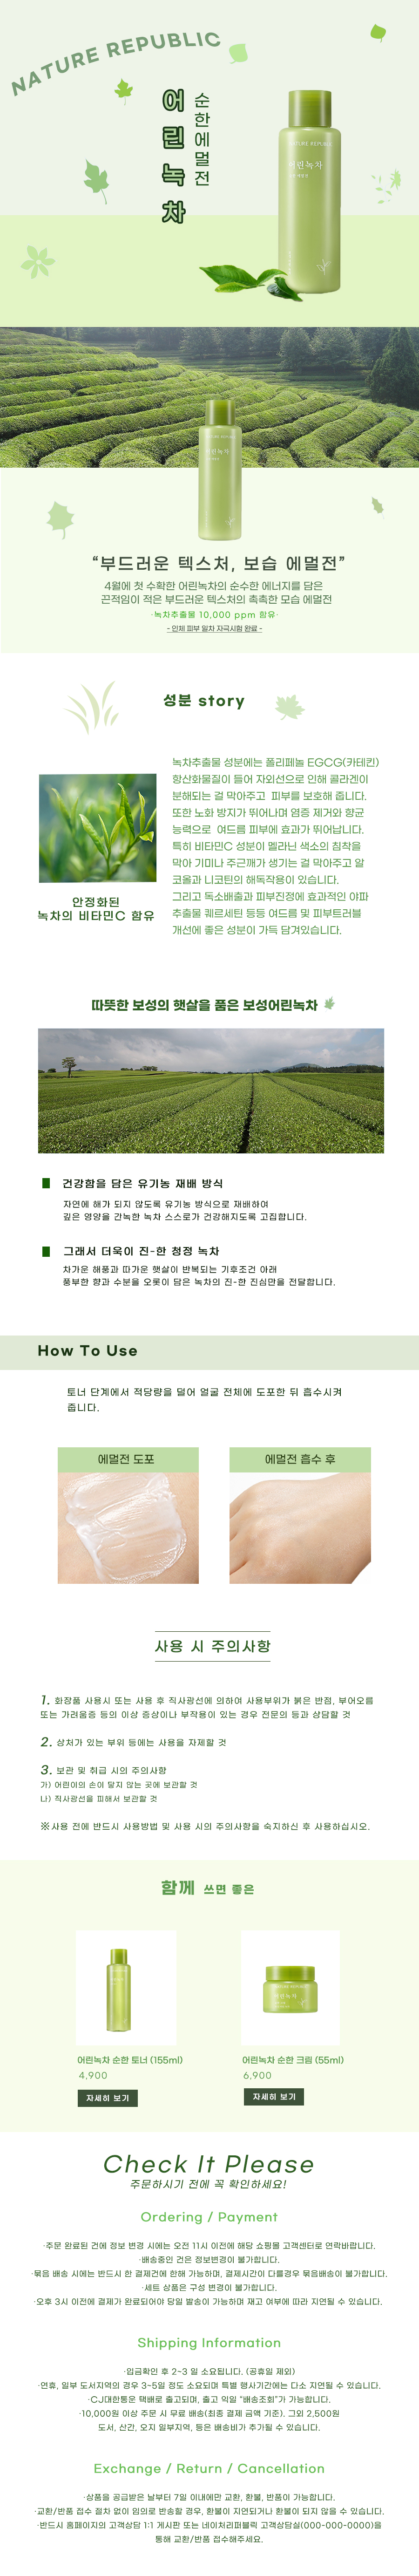 NATURE REPUBLIC
어린녹차
순한에멀전
NATURE REPUBLIC
어린녹차
어린녹차
“부드러운 텍스처, 보습 에멀전”
4월에 첫 수확한 어린녹차의 순수한 에너지를 담은
끈적임이 적은 부드러운 텍스처의 촉촉한 모습 에멀전
·녹차추출물 10,000 ppm 함유·
- 인체 피부 일차 자극시험 완료 -
성분 story
녹차추출물 성분에는 폴리페놀 EGCG(카테킨)
항산화물질이 들어 자외선으로 인해 콜라겐이
분해되는 걸 막아주고 피부를 보호해 줍니다.
또한 노화 방지가 뛰어나며 염증 제거와 향균
능력으로 여드름 피부에 효과가 뛰어납니다.
특히 비타민C 성분이 멜라닌 색소의 침착을
막아 기미나 주근깨가 생기는 걸 막아주고 알
코올과 니코틴의 해독작용이 있습니다.
그리고 독소배출과 피부진정에 효과적인 야파
추출물 퀘르세틴 등등 여드름 및 피부트러블
개선에 좋은 성분이 가득 담겨있습니다.
안정화된
녹차의 비타민C 함유
따뜻한 보성의 햇살을 품은 보성어린녹차
건강함을 담은 유기농 재배 방식
자연에 해가 되지 않도록 유기농 방식으로 재배하여
깊은 영양을 간녹한 녹차 스스로가 건강해지도록 고집합니다.
그래서 더욱이 진-한 청정 녹차
차가운 해풍과 따가운 햇살이 반복되는 기후조건 아래
풍부한 향과 수분을 오롯이 담은 녹차의 진-한 진심만을 전달합니다.
How To Use
토너 단계에서 적당량을 덜어 얼굴 전체에 도포한 뒤 흡수시켜
줍니다.
에멀전 도포
에멀전 흡수 후
사용 시 주의사항
1. 화장품 사용시 또는 사용 후 직사광선에 의하여 사용부위가 붉은 반점, 부어오름
또는 가려움증 등의 이상 증상이나 부작용이 있는 경우 전문의 등과 상담할 것
2. 상처가 있는 부위 등에는 사용을 자제할 것
3. 보관 및 취급 시의 주의사항
가) 어린이의 손이 닿지 않는 곳에 보관할 것
나) 직사광선을 피해서 보관할 것
※사용 전에 반드시 사용방법 및 사용 시의 주의사항을 숙지하신 후 사용하십시오.
함께 쓰면 좋은
어린녹차
어린녹차 순한 토너 (155ml)
4,900
자세히 보기
어린녹차 순한 크림 (55ml)
6,900
자세히 보기
Check It Please
주문하시기 전에 꼭 확인하세요!
Ordering / Payment
·주문 완료된 건에 정보 변경 시에는 오전 11시 이전에 해당 쇼핑몰 고객센터로 연락바랍니다.
·배송중인 건은 정보변경이 불가합니다.
·묶음 배송 시에는 반드시 한 결제건에 한해 가능하며, 결제시간이 다를경우 묶음배송이 불가합니다.
·세트 상품은 구성 변경이 불가합니다.
·오후 3시 이전에 결제가 완료되어야 당일 발송이 가능하며 재고 여부에 따라 지연될 수 있습니다.
Shipping Information
·입금확인 후 2~3 일 소요됩니다. (공휴일 제외)
·연휴, 일부 도서지역의 경우 3~5일 정도 소요되며 특별 행사기간에는 다소 지연될 수 있습니다.
·CJ대한통운 택배로 출고되며, 출고 익일 “배송조회”가 가능합니다.
·10,000원 이상 주문 시 무료 배송(최종 결제 금액 기준). 그외 2,500원
도서, 산간, 오지 일부지역, 등은 배송비가 추가될 수 있습니다.
Exchange / Return / Cancellation
·상품을 공급받은 날부터 7일 이내에만 교환, 환불, 반품이 가능합니다.
·교환/반품 접수 절차 없이 임의로 반송할 경우, 환불이 지연되거나 환불이 되지 않을 수 있습니다.
·반드시 홈페이지의 고객상담 1:1 게시판 또는 네이처리퍼블릭 고객상담실(000-000-0000)을
통해 교환/반품 접수해주세요.